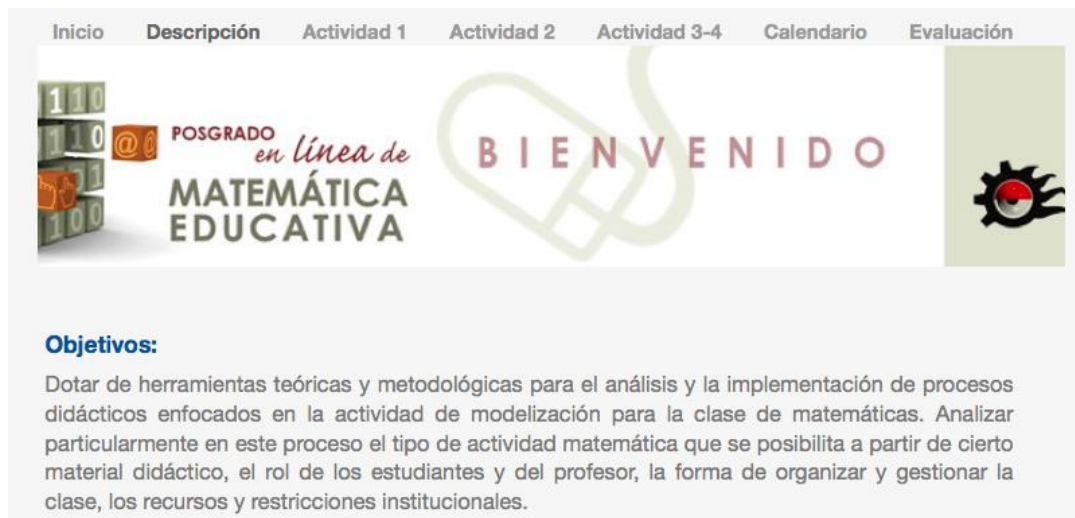 Inicio Descripción Actividad 1 Actividad 2 Actividad 3-4 Calendario Evaluación
POSGRADO
en línea de
MATEMÁTICA
EDUCATIVA
BIENVENIDO
Objetivos:
Dotar de herramientas teóricas y metodológicas para el análisis y la implementación de procesos
didácticos enfocados en la actividad de modelización para la clase de matemáticas. Analizar
particularmente en este proceso el tipo de actividad matemática que se posibilita a partir de cierto
material didáctico, el rol de los estudiantes y del profesor, la forma de organizar y gestionar la
clase, los recursos y restricciones institucionales.